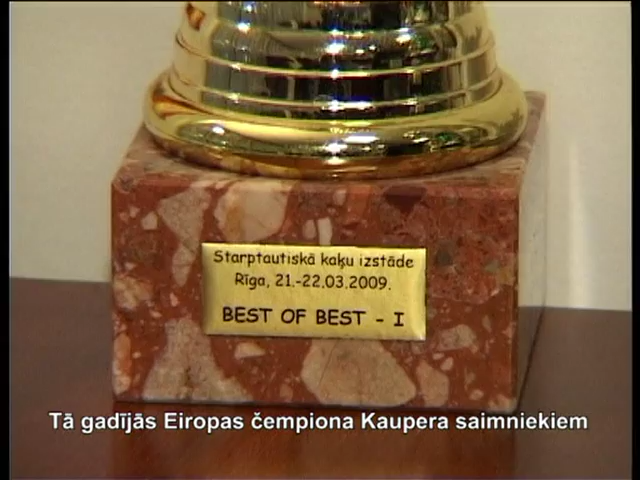 Starptautiskā kaķu izstāde
Rīga, 21.-22.03.2009.
BEST OF BEST - I
Tā gadījās Eiropas čempiona Kaupera saimniekiem